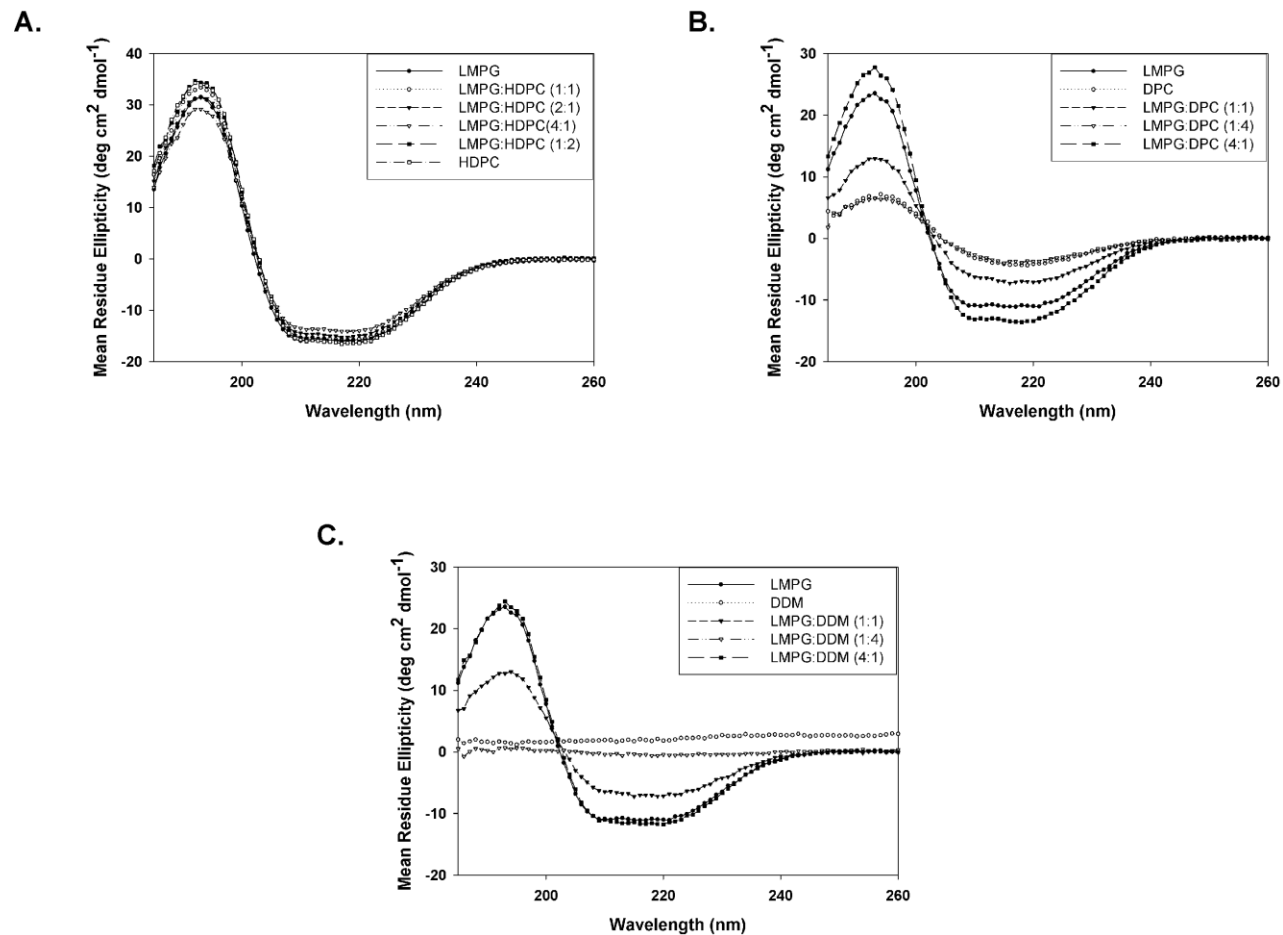 A.
Mean Residue Ellipticity (deg cm² dmol⁻¹)
40
30
20
10
0
-10
-20
200
220
240
260
Wavelength (nm)
LMPG
LMPG:HDPC (1:1)
LMPG:HDPC (2:1)
LMPG:HDPC(4:1)
LMPG:HDPC (1:2)
HDPC
B.
Mean Residue Ellipticity (deg cm² dmol⁻¹)
30
20
10
0
-10
-20
200
220
240
260
Wavelength (nm)
LMPG
DPC
LMPG:DPC (1:1)
LMPG:DPC (1:4)
LMPG:DPC (4:1)
C.
Mean Residue Ellipticity (deg cm² dmol⁻¹)
30
20
10
0
-10
-20
200
220
240
260
Wavelength (nm)
LMPG
DDM
LMPG:DDM (1:1)
LMPG:DDM (1:4)
LMPG:DDM (4:1)